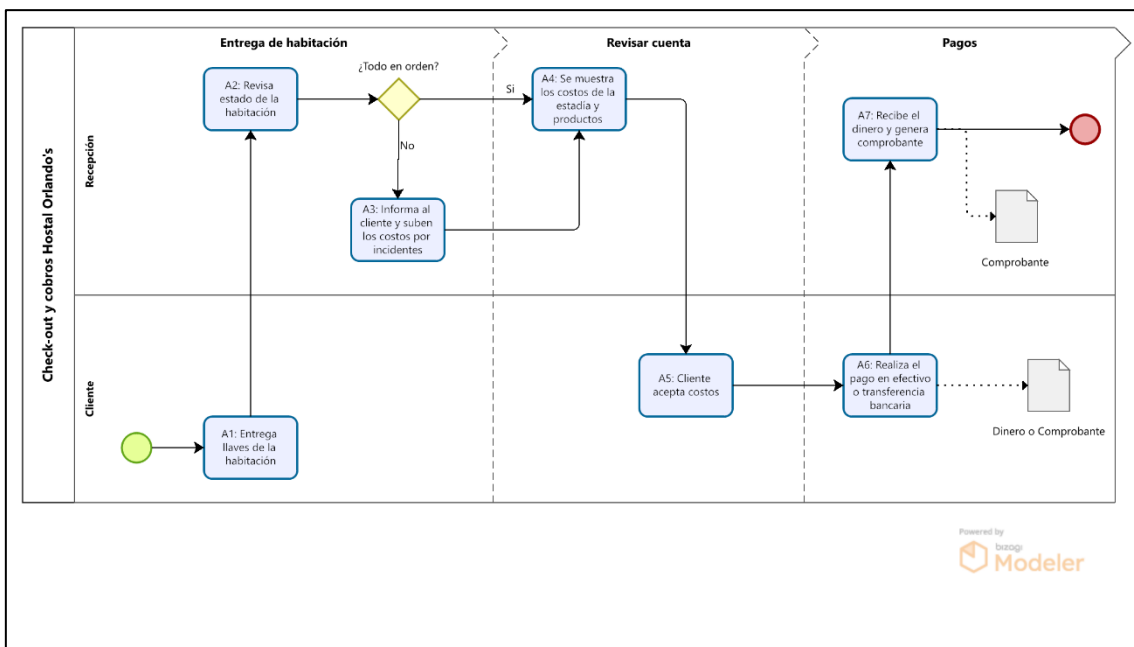 Check-out y cobros Hostal Orlando's
Entrega de habitación
Revisar cuenta
Pagos
Recepción
¿Todo en orden?
A2: Revisa
estado de la
habitación
Si
No
A3: Informa al
cliente y suben
los costos por
incidentes
A4: Se muestra
los costos de la
estadía y
productos
A7: Recibe el
dinero y genera
comprobante
Comprobante
Cliente
A1: Entrega
llaves de la
habitación
A5: Cliente
acepta costos
A6: Realiza el
pago en efectivo
o transferencia
bancaria
Dinero o Comprobante
Powered by
bizagi
Modeler